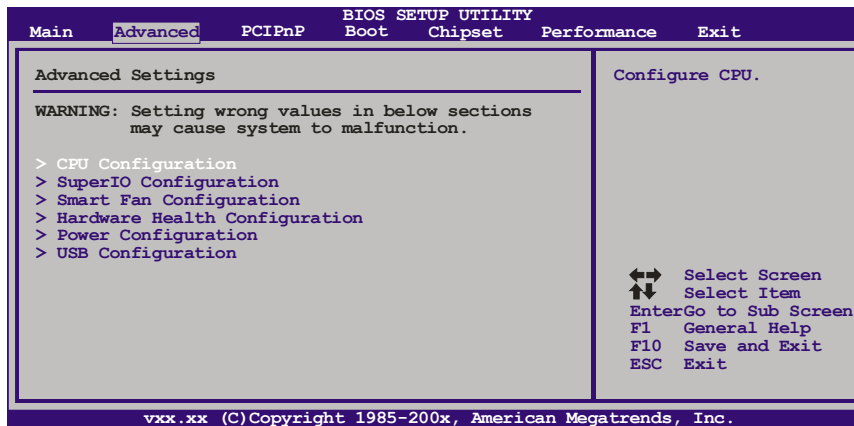 BIOS SETUP UTILITY
Main Advanced PCIPnP Boot Chipset Performance Exit
Advanced Settings
WARNING: Setting wrong values in below sections
may cause system to malfunction.
> CPU Configuration
> SuperIO Configuration
> Smart Fan Configuration
> Hardware Health Configuration
> Power Configuration
> USB Configuration
Configure CPU.
Select Screen
Select Item
EnterGo to Sub Screen
F1 General Help
F10 Save and Exit
ESC Exit
vxx.xx (C)Copyright 1985-200x, American Megatrends, Inc.